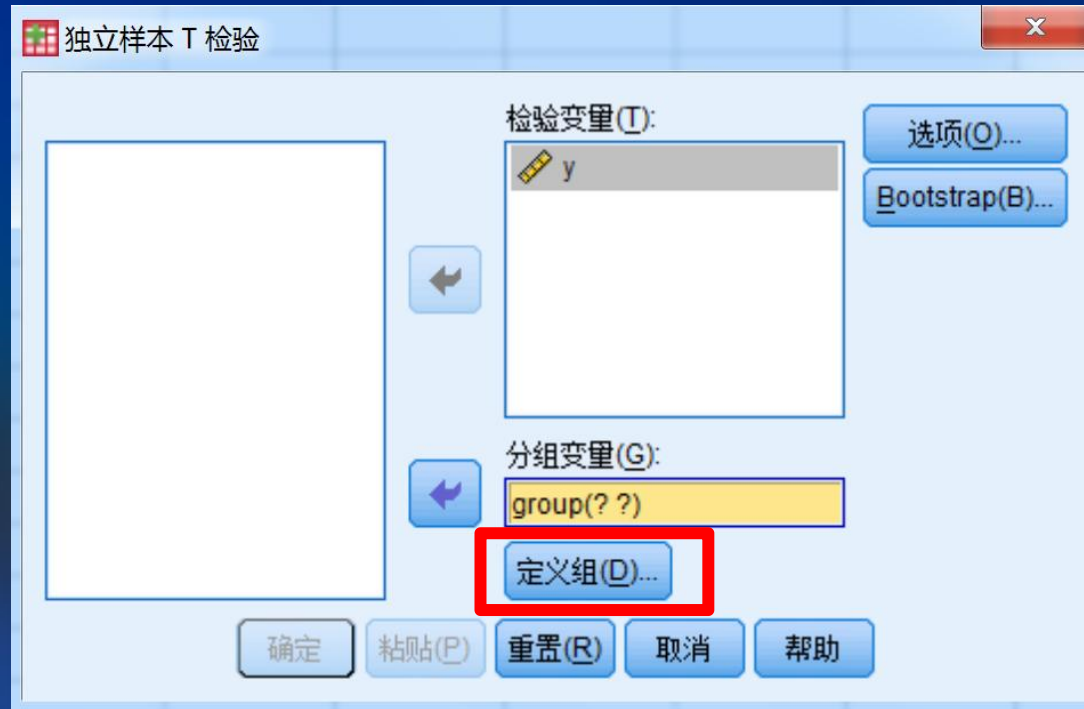 独立样本 T 检验
检验变量(T):
y
选项(O)...
Bootstrap(B)...
分组变量(G):
group(? ?)
定义组(D)...
确定
粘贴(P)
重置(R)
取消
帮助